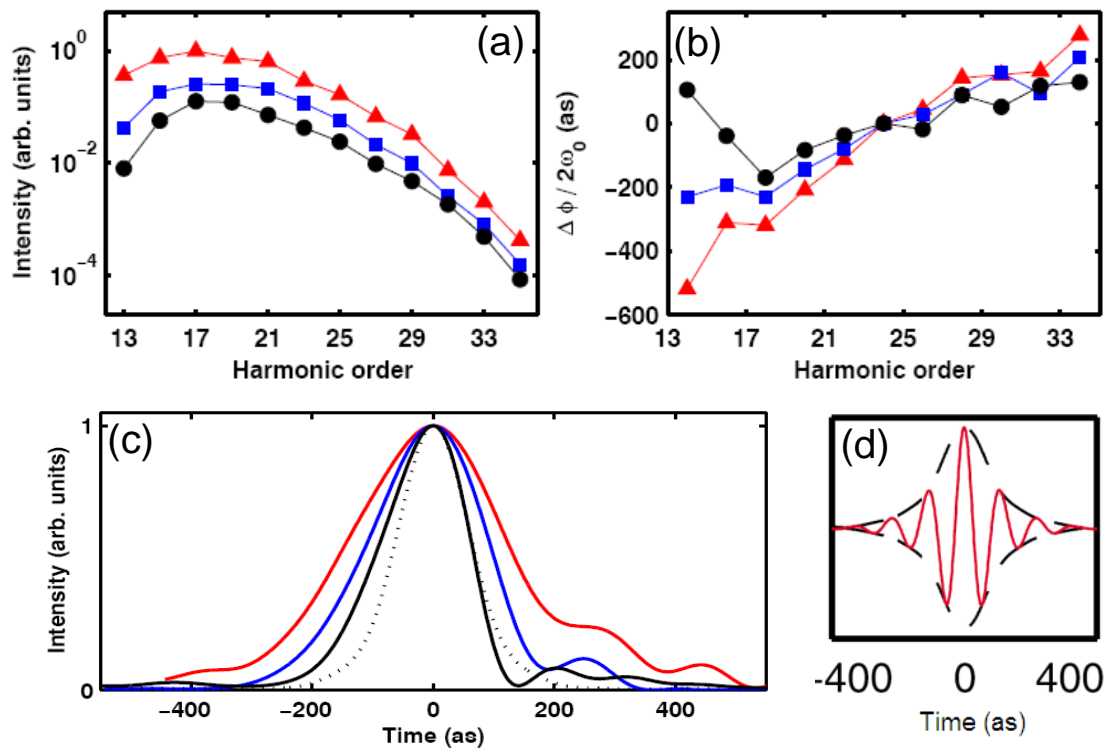 (a)
Intensity (arb. units)
10^0
10^-2
10^-4
13 17 21 25 29 33
Harmonic order
(b)
Δ ϕ / 2ω_0 (as)
200
0
−200
−400
−600
13 17 21 25 29 33
Harmonic order
(c)
Intensity (arb. units)
1
0
−400 −200 0 200 400
Time (as)
(d)
-400 0 400
Time (as)